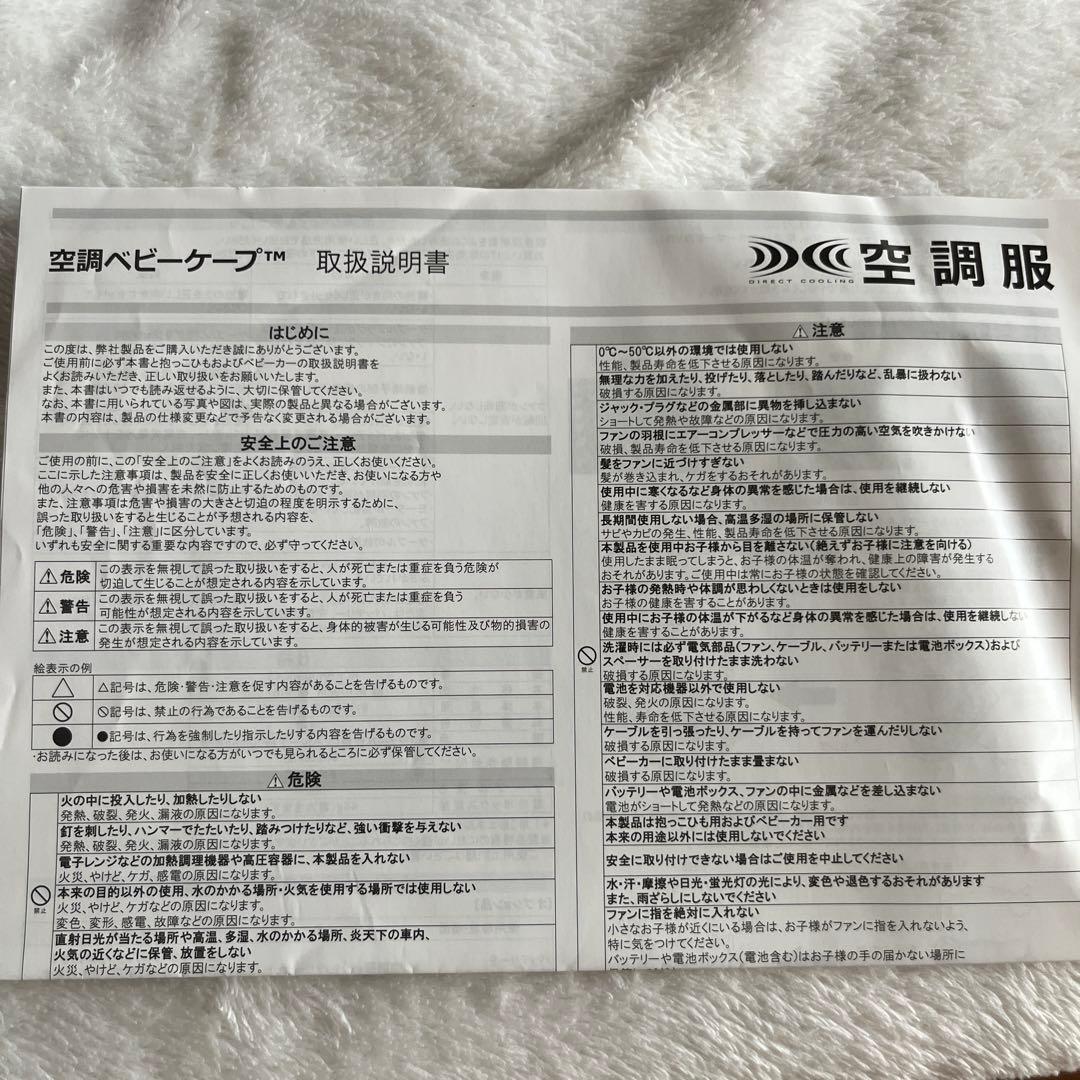 空調ベビーケープ™ 取扱説明書
DIRECT COOLING
空調服
はじめに
この度は、弊社製品をご購入いただき誠にありがとうございます。
ご使用前に必ず本書と抱っこひもおよびベビーカーの取扱説明書を
よくお読みいただき、正しい取り扱いをお願いいたします。
また、本書はいつでも読み返せるように、大切に保管してください。
なお、本書に用いられている写真や図は、実際の製品と異なる場合がございます。
本書の内容は、製品の仕様変更などで予告なく変更される場合がございます。
安全上のご注意
ご使用の前に、この「安全上のご注意」をよくお読みのうえ、正しくお使いください。
ここに示した注意事項は、製品を安全に正しくお使いいただき、お使いになる方や
他の人々への危害や損害を未然に防止するためのものです。
また、注意事項は危害や損害の大きさと切迫の程度を明示するために、
誤った取り扱いをすると生じることが予想される内容を、
「危険」、「警告」、「注意」に区分しています。
いずれも安全に関する重要な内容ですので、必ず守ってください。
⚠危険
この表示を無視して誤った取り扱いをすると、人が死亡または重症を負う危険が
切迫して生じることが想定される内容を示しています。
⚠警告
この表示を無視して誤った取り扱いをすると、人が死亡または重症を負う
可能性が想定される内容を示しています。
⚠注意
この表示を無視して誤った取り扱いをすると、身体的被害が生じる可能性及び物的損害の
発生が想定される内容を示しています。
絵表示の例
△記号は、危険・警告・注意を促す内容があることを告げるものです。
🚫記号は、禁止の行為であることを告げるものです。
●記号は、行為を強制したり指示したりする内容を告げるものです。
・お読みになった後は、お使いになる方がいつでも見られるところに必ず保管してください。
⚠危険
火の中に投入したり、加熱したりしない
発熱、破裂、発火、漏液の原因になります。
釘を刺したり、ハンマーでたたいたり、踏みつけたりなど、強い衝撃を与えない
発熱、破裂、発火、漏液の原因になります。
電子レンジなどの加熱調理機器や高圧容器に、本製品を入れない
火災、やけど、ケガ、感電の原因になります。
禁止
本来の目的以外の使用、水のかかる場所・火気を使用する場所では使用しない
火災、やけど、ケガなどの原因になります。
変色、変形、感電、故障などの原因になります。
直射日光が当たる場所や高温、多湿、水のかかる場所、炎天下の車内、
火気の近くなどに保管、放置をしない
火災、やけど、ケガなどの原因になります。
⚠注意
0℃～50℃以外の環境では使用しない
性能、製品寿命を低下させる原因になります。
無理な力を加えたり、投げたり、落としたり、踏んだりなど、乱暴に扱わない
破損する原因になります。
ジャック・プラグなどの金属部に異物を挿し込まない
ショートして発熱や故障などの原因になります。
ファンの羽根にエアーコンプレッサーなどで圧力の高い空気を吹きかけない
破損、製品寿命を低下させる原因になります。
髪をファンに近づけすぎない
髪が巻き込まれ、ケガをするおそれがあります。
使用中に寒くなるなど身体の異常を感じた場合は、使用を継続しない
健康を害する原因になります。
長期間使用しない場合、高温多湿の場所に保管しない
サビやカビの発生、性能、製品寿命を低下させる原因になります。
本製品を使用中お子様から目を離さない(絶えずお子様に注意を向ける)
使用したまま眠ってしまうと、お子様の体温が奪われ、健康上の障害が発生する
おそれがあります。ご使用中は常にお子様の状態を確認してください。
お子様の発熱時や体調が思わしくないときは使用をしない
お子様の健康を害することがあります。
使用中にお子様の体温が下がるなど身体の異常を感じた場合は、使用を継続しない
健康を害することがあります。
禁止
洗濯時には必ず電気部品(ファン、ケーブル、バッテリーまたは電池ボックス)および
スペーサーを取り付けたまま洗わない
破損する原因になります。
電池を対応機器以外で使用しない
破裂、発火の原因になります。
性能、寿命を低下させる原因になります。
ケーブルを引っ張ったり、ケーブルを持ってファンを運んだりしない
破損する原因になります。
ベビーカーに取り付けたまま畳まない
破損する原因になります。
バッテリーや電池ボックス、ファンの中に金属などを差し込まない
電池がショートして発熱などの原因になります。
本製品は抱っこひも用およびベビーカー用です
本来の用途以外には使用しないでください
安全に取り付けできない場合はご使用を中止してください
水・汗・摩擦や日光・蛍光灯の光により、変色や退色するおそれがあります
また、雨ざらしにしないでください
ファンに指を絶対に入れない
小さなお子様が近くにいる場合は、お子様がファンに指を入れないよう、
特に気をつけてください。
バッテリーや電池ボックス(電池含む)はお子様の手の届かない場所に